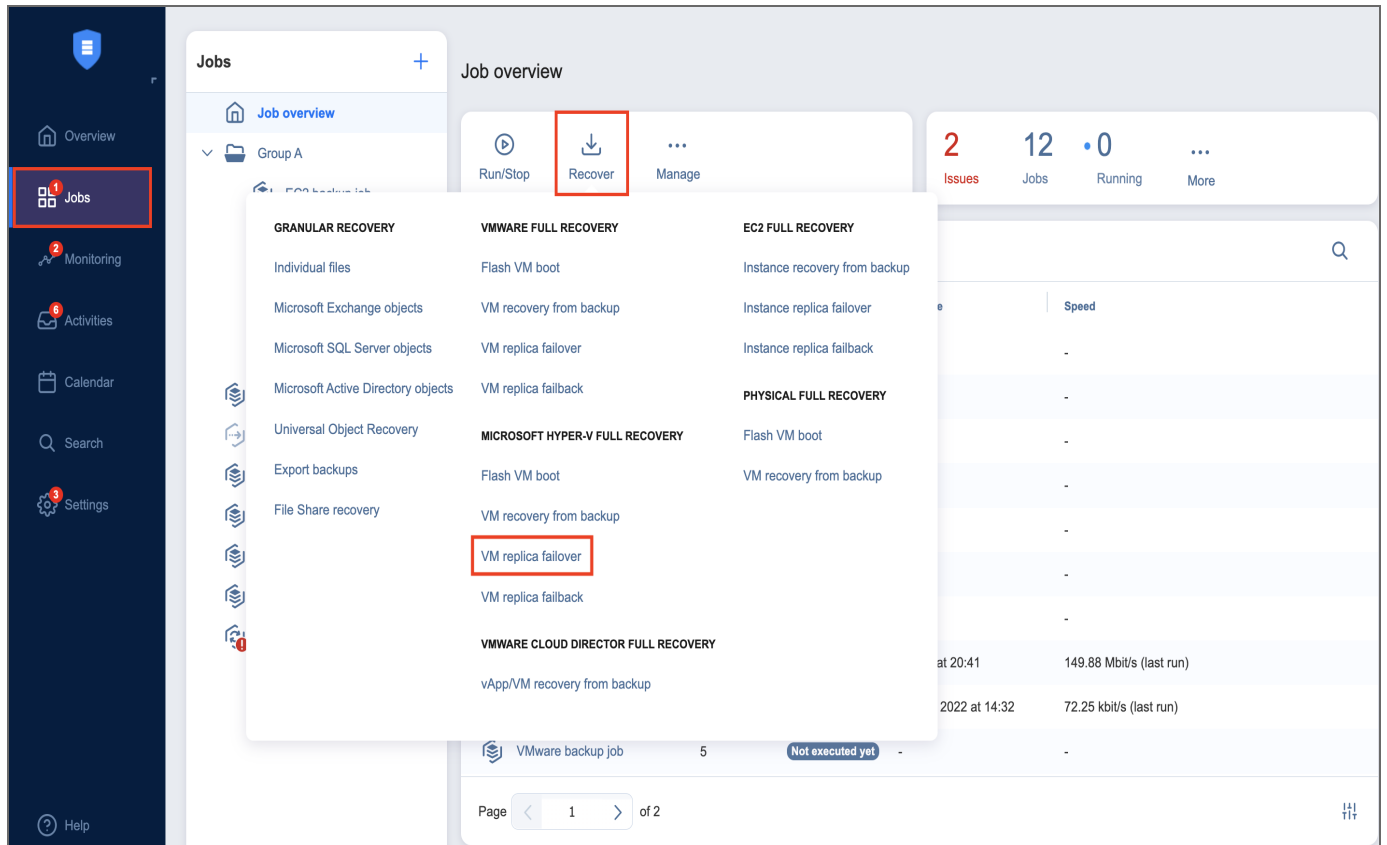 Jobs
+
Job overview
Overview
1
Jobs
2
Monitoring
6
Activities
Calendar
Search
3
Settings
Help
Job overview
Group A
EC2 backup job
Run/Stop
Recover
Manage
2
Issues
12
Jobs
0
Running
More
GRANULAR RECOVERY
Individual files
Microsoft Exchange objects
Microsoft SQL Server objects
Microsoft Active Directory objects
Universal Object Recovery
Export backups
File Share recovery
VMWARE FULL RECOVERY
Flash VM boot
VM recovery from backup
VM replica failover
VM replica failback
MICROSOFT HYPER-V FULL RECOVERY
Flash VM boot
VM recovery from backup
VM replica failover
VM replica failback
VMWARE CLOUD DIRECTOR FULL RECOVERY
vApp/VM recovery from backup
EC2 FULL RECOVERY
Instance recovery from backup
Instance replica failover
Instance replica failback
PHYSICAL FULL RECOVERY
Flash VM boot
VM recovery from backup
e Speed
-
-
-
-
-
-
-
at 20:41 149.88 Mbit/s (last run)
2022 at 14:32 72.25 kbit/s (last run)
VMware backup job 5 Not executed yet - -
Page 1 of 2